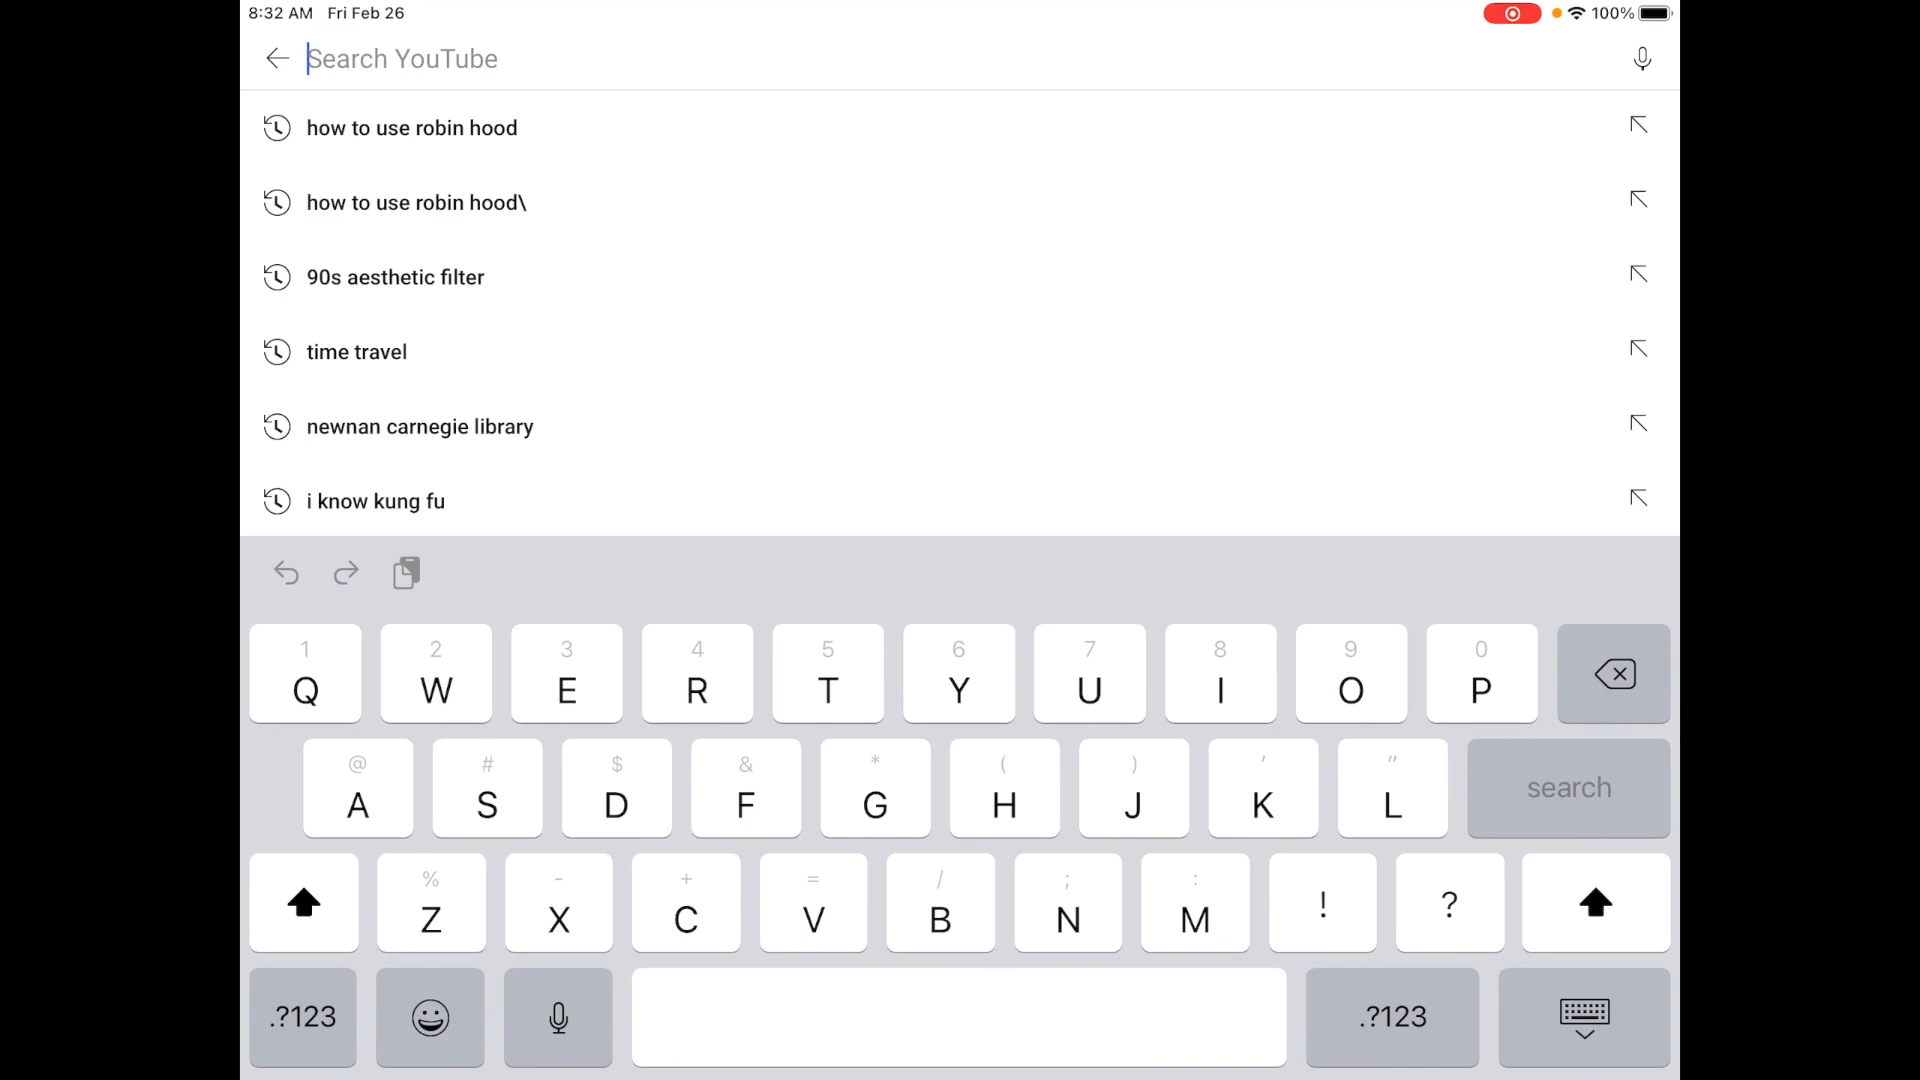 8:32 AM Fri Feb 26 100%
Search YouTube
how to use robin hood
how to use robin hood\
90s aesthetic filter
time travel
newnan carnegie library
i know kung fu
1 2 3 4 5 6 7 8 9 0
Q W E R T Y U I O P
@ # $ & * ( ) ' "
A S D F G H J K L search
% - + = / ; :
Z X C V B N M ! ?
.?123 .?123